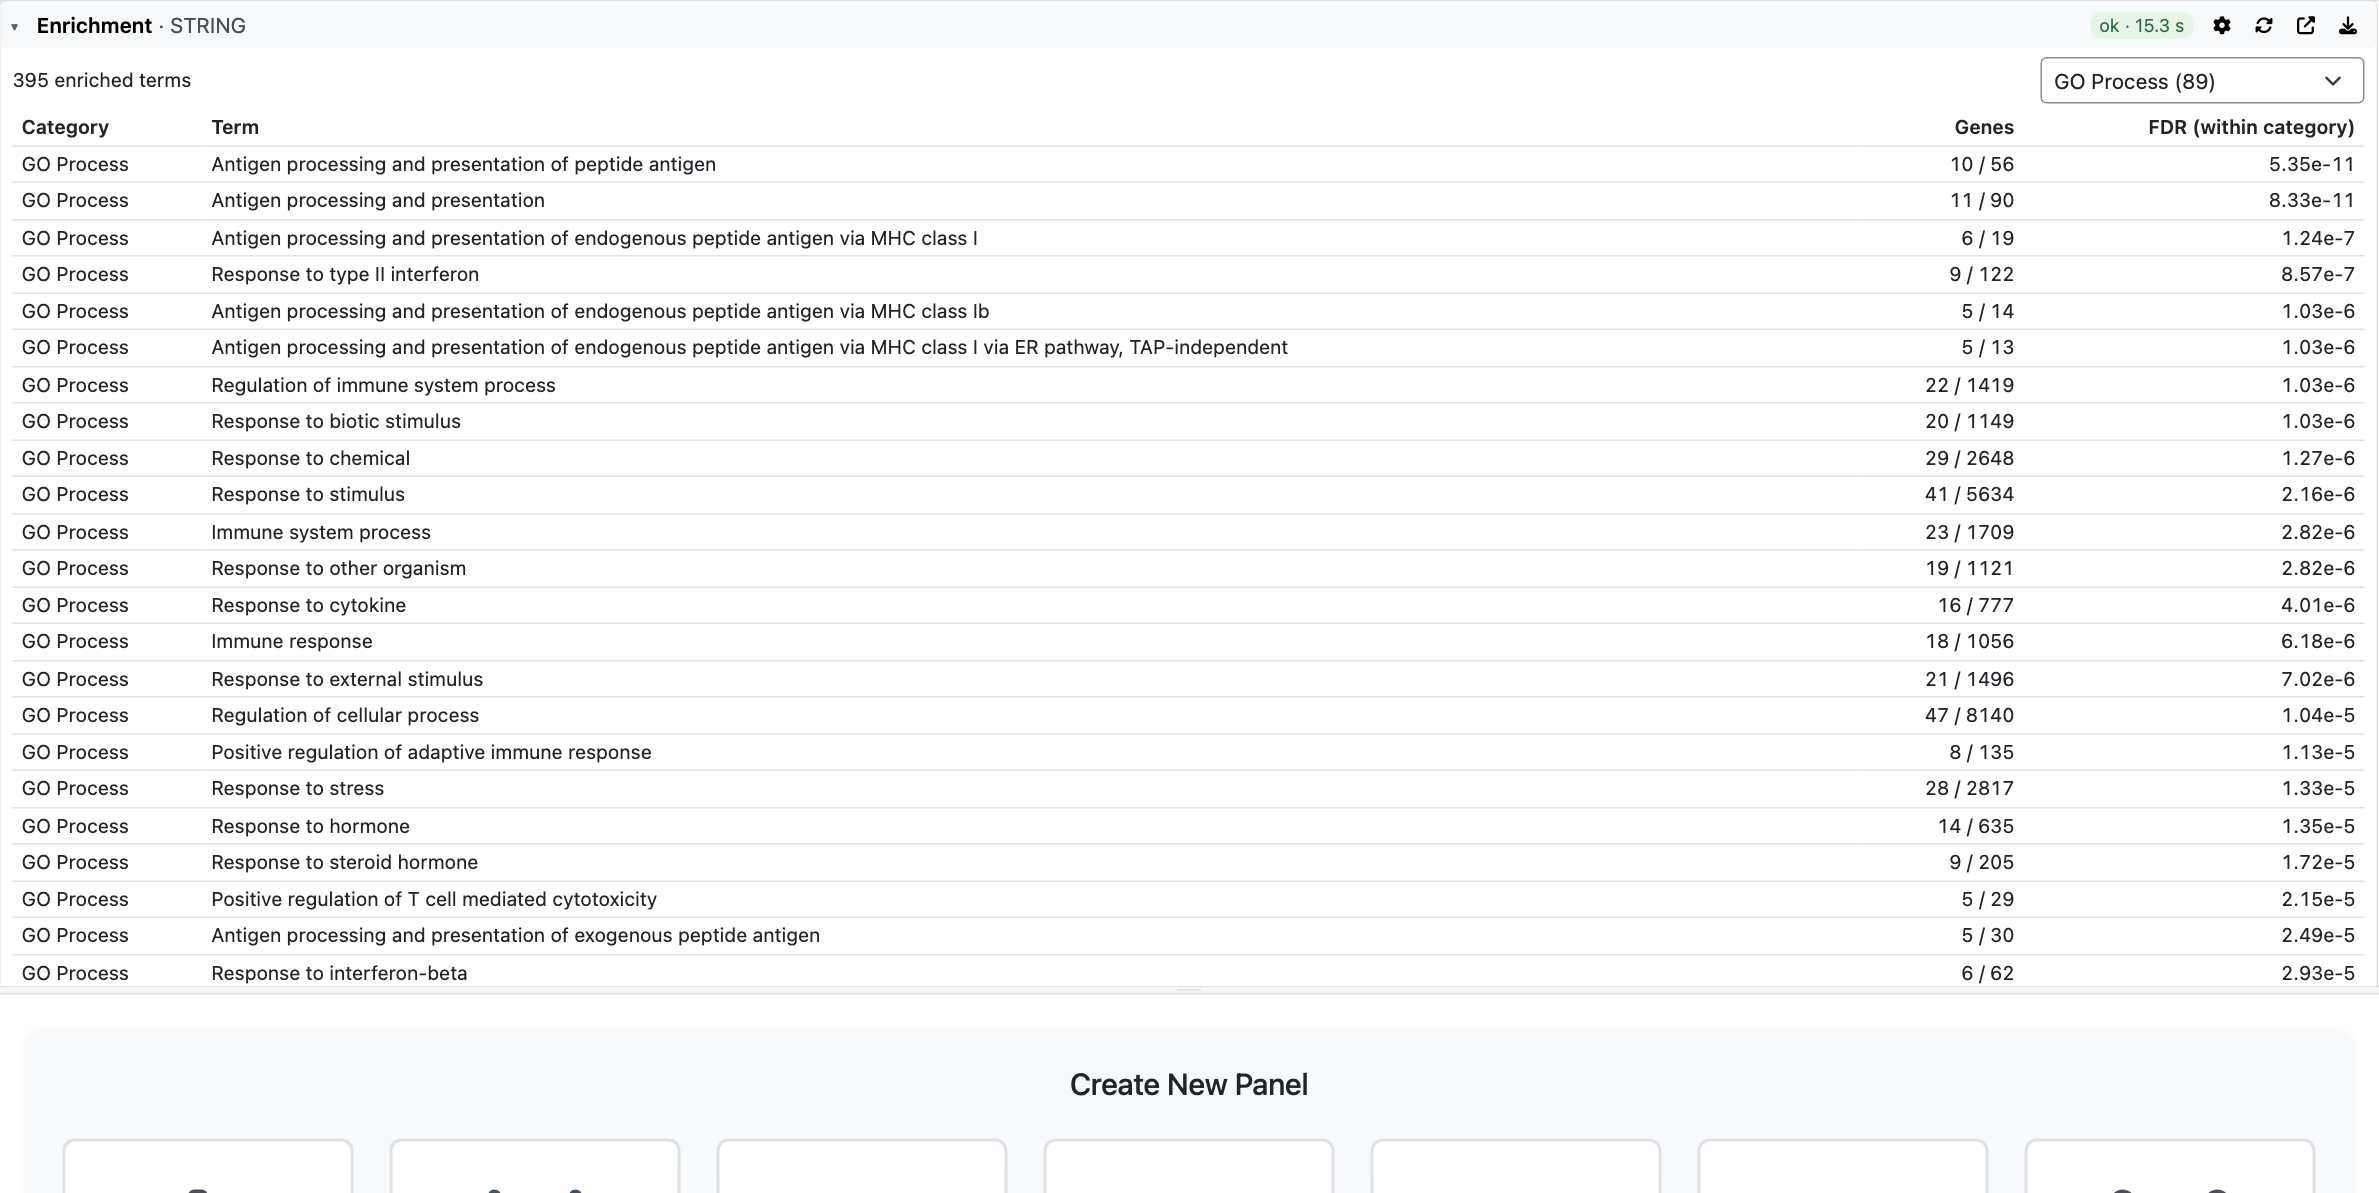 ▾ Enrichment · STRING ok · 15.3 s
395 enriched terms GO Process (89)
Category Term Genes FDR (within category)
GO Process Antigen processing and presentation of peptide antigen 10 / 56 5.35e-11
GO Process Antigen processing and presentation 11 / 90 8.33e-11
GO Process Antigen processing and presentation of endogenous peptide antigen via MHC class I 6 / 19 1.24e-7
GO Process Response to type II interferon 9 / 122 8.57e-7
GO Process Antigen processing and presentation of endogenous peptide antigen via MHC class Ib 5 / 14 1.03e-6
GO Process Antigen processing and presentation of endogenous peptide antigen via MHC class I via ER pathway, TAP-independent 5 / 13 1.03e-6
GO Process Regulation of immune system process 22 / 1419 1.03e-6
GO Process Response to biotic stimulus 20 / 1149 1.03e-6
GO Process Response to chemical 29 / 2648 1.27e-6
GO Process Response to stimulus 41 / 5634 2.16e-6
GO Process Immune system process 23 / 1709 2.82e-6
GO Process Response to other organism 19 / 1121 2.82e-6
GO Process Response to cytokine 16 / 777 4.01e-6
GO Process Immune response 18 / 1056 6.18e-6
GO Process Response to external stimulus 21 / 1496 7.02e-6
GO Process Regulation of cellular process 47 / 8140 1.04e-5
GO Process Positive regulation of adaptive immune response 8 / 135 1.13e-5
GO Process Response to stress 28 / 2817 1.33e-5
GO Process Response to hormone 14 / 635 1.35e-5
GO Process Response to steroid hormone 9 / 205 1.72e-5
GO Process Positive regulation of T cell mediated cytotoxicity 5 / 29 2.15e-5
GO Process Antigen processing and presentation of exogenous peptide antigen 5 / 30 2.49e-5
GO Process Response to interferon-beta 6 / 62 2.93e-5
Create New Panel